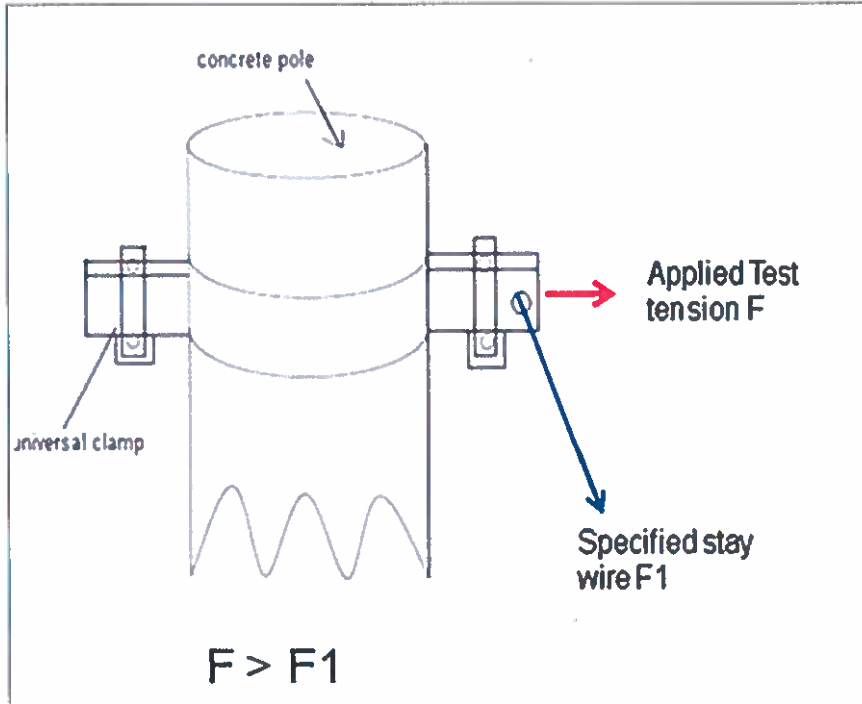 concrete pole
Applied Test
tension F
universal clamp
Specified stay
wire F1
F > F1